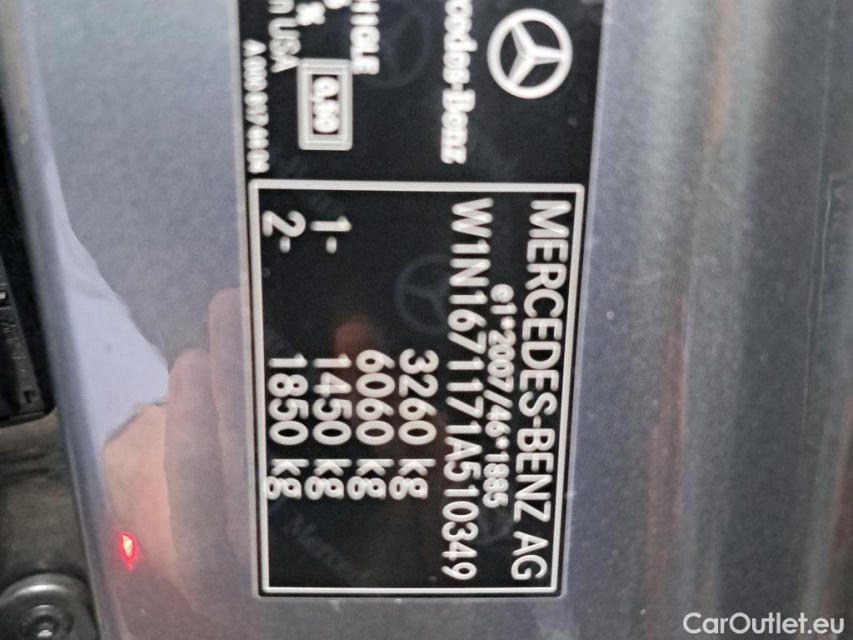 MERCEDES-BENZ AG
e1*2007/46*1885
W1N1671171A510349
3260 kg
6060 kg
1- 1450 kg
2- 1850 kg
cedes-Benz
CarOutlet.eu